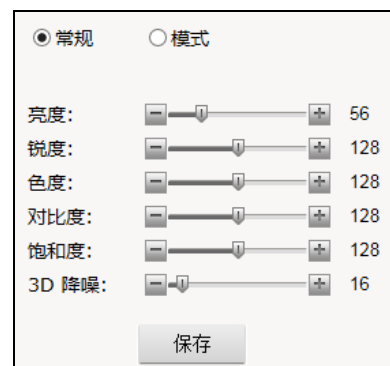 常规 模式
亮度: 56
锐度: 128
色度: 128
对比度: 128
饱和度: 128
3D 降噪: 16
保存